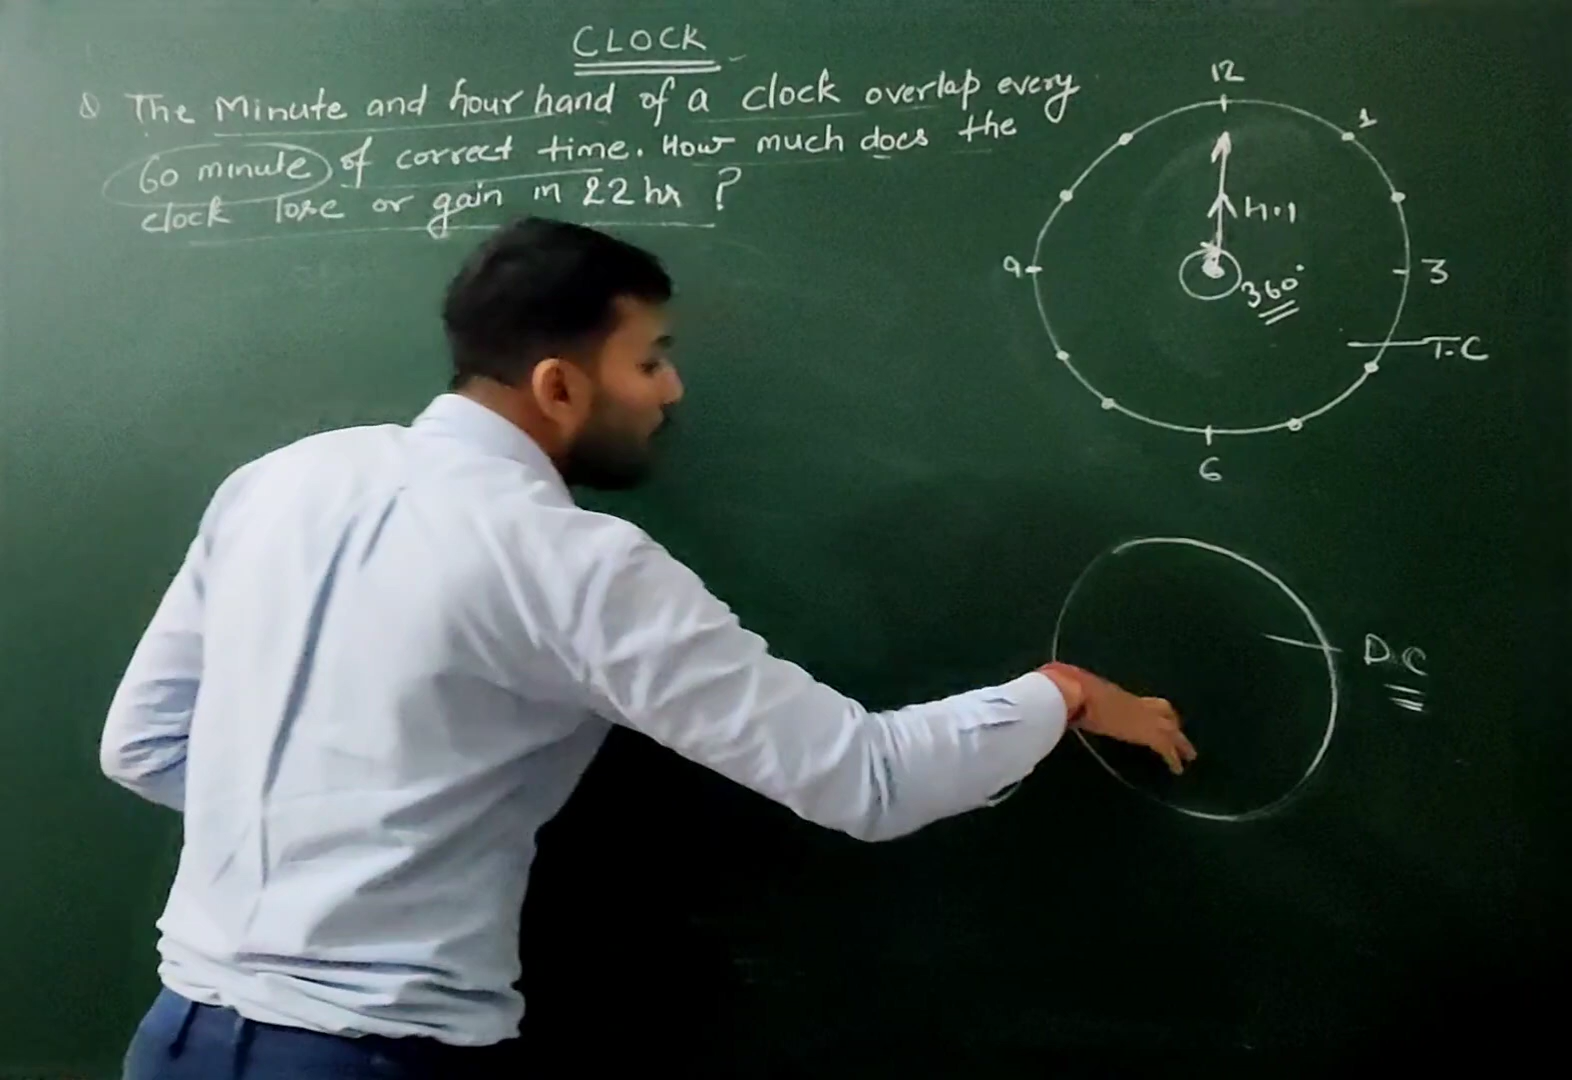 CLOCK
Q The Minute and hour hand of a clock overlap every
60 minute of correct time. How much does the
clock lose or gain in 22 hr ?
12
1
H.1
9
3
360°
T.C
6
D.C